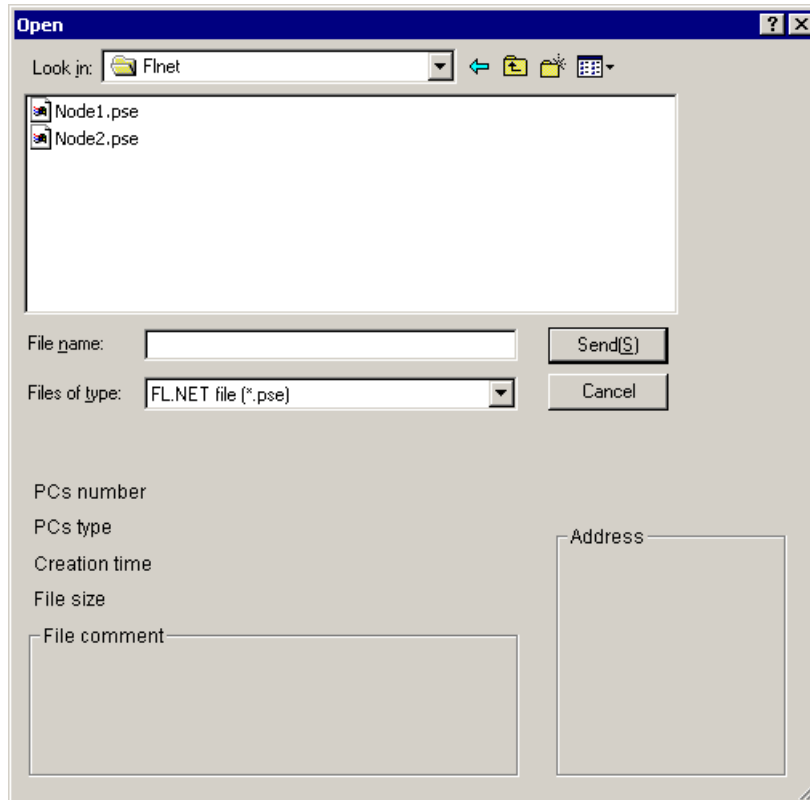 Open
Look in: Flnet
Node1.pse
Node2.pse
File name:
Send(S)
Files of type: FL.NET file (*.pse)
Cancel
PCs number
PCs type
Address
Creation time
File size
File comment